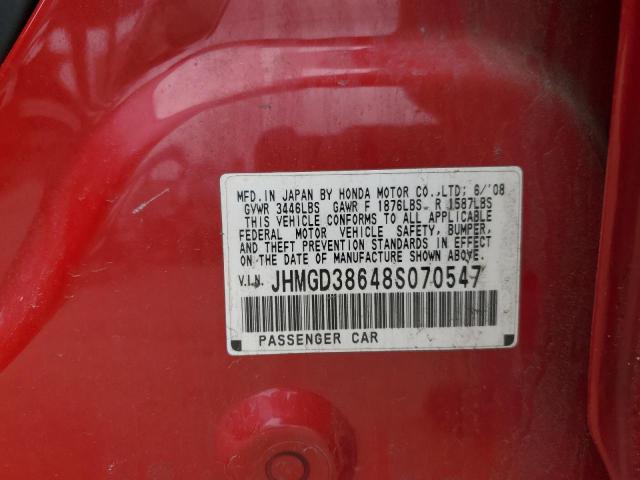 MFD.IN JAPAN BY HONDA MOTOR CO.,LTD; 6/'08
GVWR 3446LBS GAWR F 1876LBS R 1587LBS
THIS VEHICLE CONFORMS TO ALL APPLICABLE
FEDERAL MOTOR VEHICLE SAFETY, BUMPER,
AND THEFT PREVENTION STANDARDS IN EFFECT
ON THE DATE OF MANUFACTURE SHOWN ABOVE.
V.I.N. JHMGD38648S070547
PASSENGER CAR